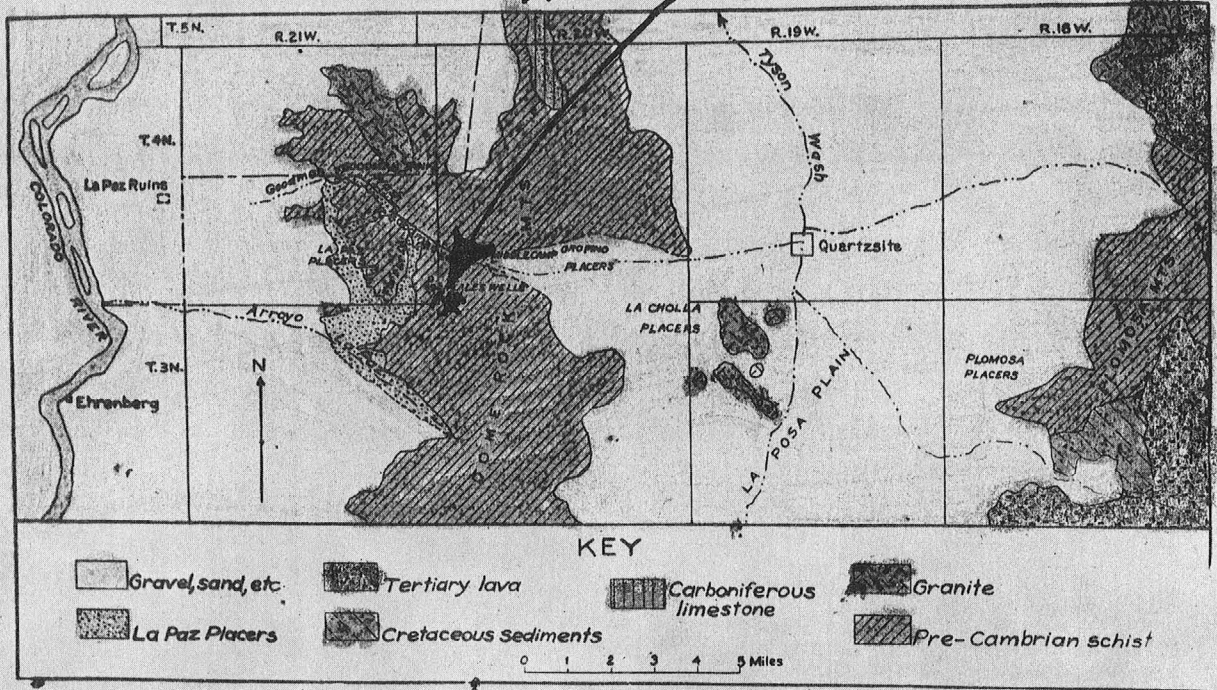 T.5N.
R.21W.
R.19W.
R.18W.
Tyson
Wash
T.4N.
La Paz Ruins
COLORADO
RIVER
PLACERS
MTS
PLACERS
Quartzsite
Arroyo
LA CHOLLA
PLACERS
DOME ROCK
T.3N.
N
Ehrenberg
LA POSA PLAIN
PLOMOSA
PLACERS
MTS.
KEY
Gravel, sand, etc
Tertiary lava
Carboniferous
limestone
Granite
La Paz Placers
Cretaceous Sediments
Pre-Cambrian schist
0 1 2 3 4 5 Miles